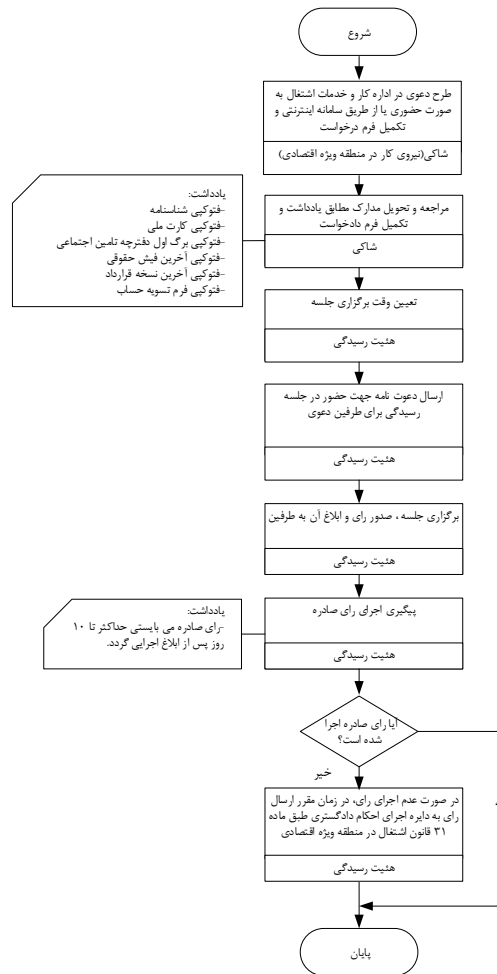 شروع
طرح دعوی در اداره کار و خدمات اشتغال به
صورت حضوری یا از طریق سامانه اینترنتی و
تکمیل فرم درخواست
شاکی(نیروی کار در منطقه ویژه اقتصادی)
مراجعه و تحویل مدارک مطابق یادداشت و
تکمیل فرم دادخواست
شاکی
یادداشت:
-فتوکپی شناسنامه
-فتوکپی کارت ملی
-فتوکپی برگ اول دفترچه تامین اجتماعی
-فتوکپی آخرین فیش حقوقی
-فتوکپی آخرین نسخه قرارداد
-فتوکپی فرم تسویه حساب
تعیین وقت برگزاری جلسه
هئیت رسیدگی
ارسال دعوت نامه جهت حضور در جلسه
رسیدگی برای طرفین دعوی
هئیت رسیدگی
برگزاری جلسه ، صدور رای و ابلاغ آن به طرفین
هئیت رسیدگی
پیگیری اجرای رای صادره
هئیت رسیدگی
یادداشت:
-رای صادره می بایستی حداکثر تا ۱۰
روز پس از ابلاغ اجرایی گردد.
آیا رای صادره اجرا
شده است؟
خیر
در صورت عدم اجرای رای، در زمان مقرر ارسال
رای به دایره اجرای احکام دادگستری طبق ماده
۳۱ قانون اشتغال در منطقه ویژه اقتصادی
هئیت رسیدگی
پایان